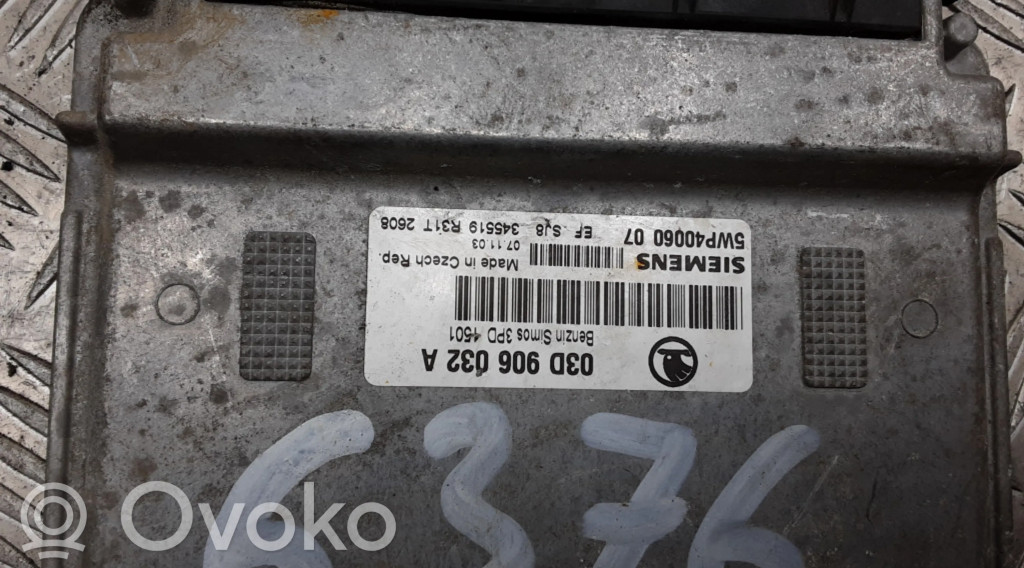 5WP40060 07
EF SJ8 345519 R31T 2608
07.11.03
SIEMENS
Made in Czech Rep.
Benzin Simos 3PD 4501
03D 906 032 A
6376
Ovoko